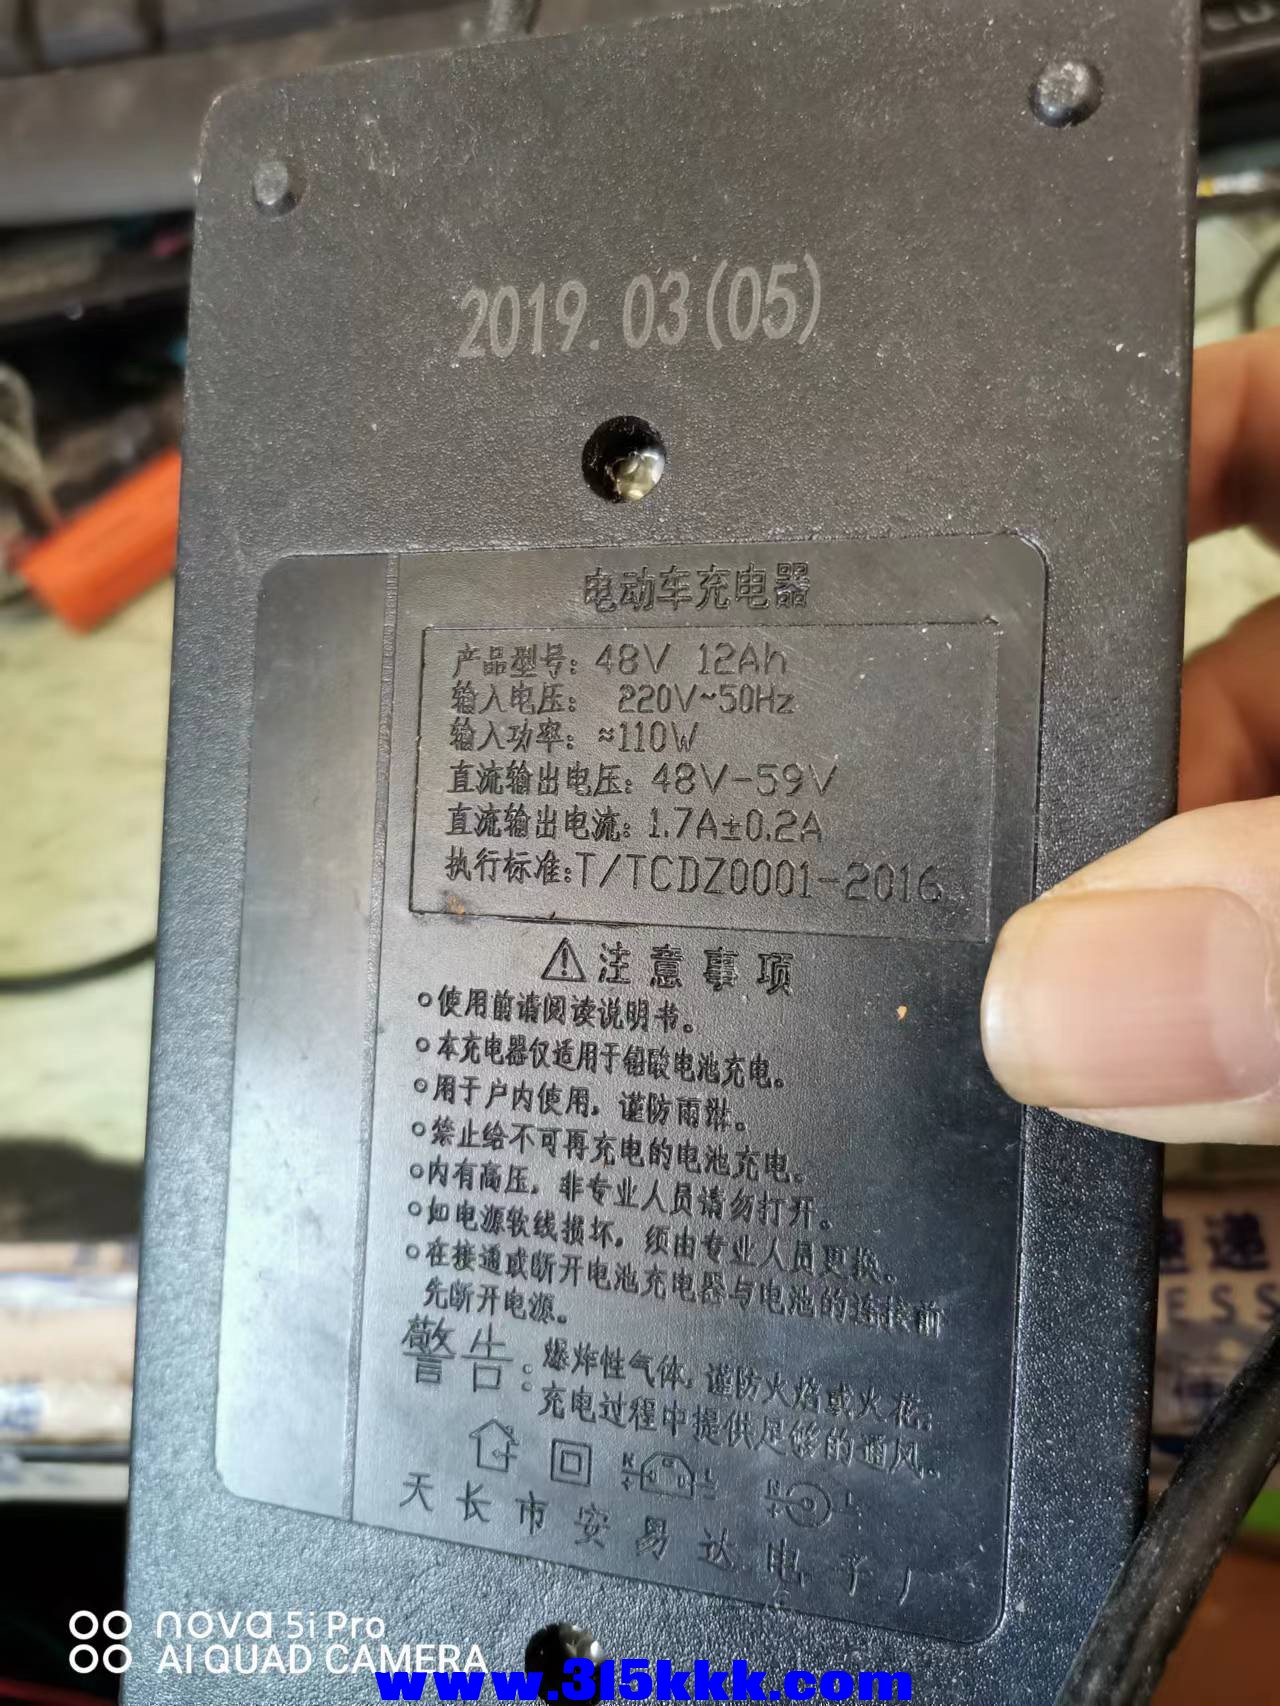 2019.03(05)
电动车充电器
产品型号: 48V 12Ah
输入电压: 220V~50Hz
输入功率: ≈110W
直流输出电压: 48V-59V
直流输出电流: 1.7A±0.2A
执行标准:T/TCDZ0001-2016
注意事项
使用前请阅读说明书。
本充电器仅适用于铅酸电池充电。
用于户内使用，谨防雨淋。
禁止给不可再充电的电池充电。
内有高压，非专业人员请勿打开。
如电源软线损坏，须由专业人员更换。
在接通或断开电池充电器与电池的连接前
先断开电源。
警告: 爆炸性气体，谨防火焰或火花;
充电过程中提供足够的通风。
天长市安易达电子厂
速递
ESS
nova 5i Pro
AI QUAD CAMERA
www.315kkk.com